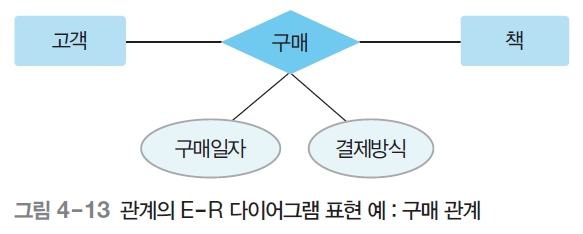 고객
구매
책
구매일자
결제방식
그림 4-13 관계의 E-R 다이어그램 표현 예 : 구매 관계